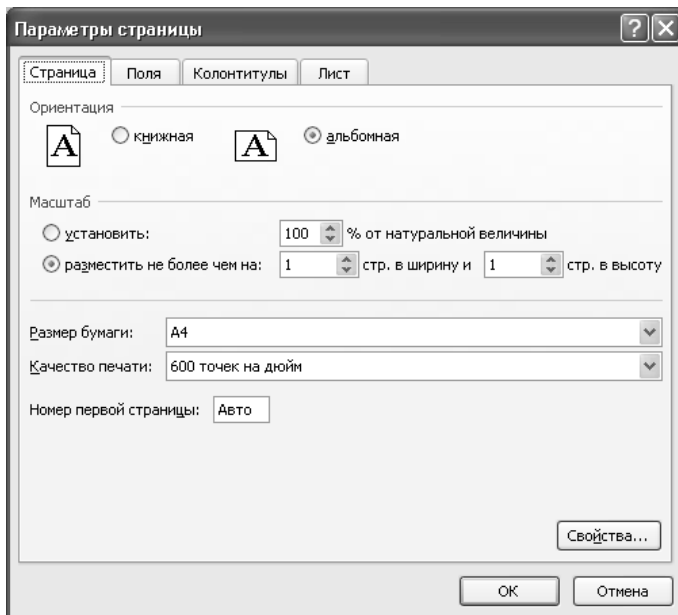 Параметры страницы
Страница Поля Колонтитулы Лист
Ориентация
A книжная A альбомная
Масштаб
установить: 100 % от натуральной величины
разместить не более чем на: 1 стр. в ширину и 1 стр. в высоту
Размер бумаги: A4
Качество печати: 600 точек на дюйм
Номер первой страницы: Авто
Свойства...
ОК Отмена